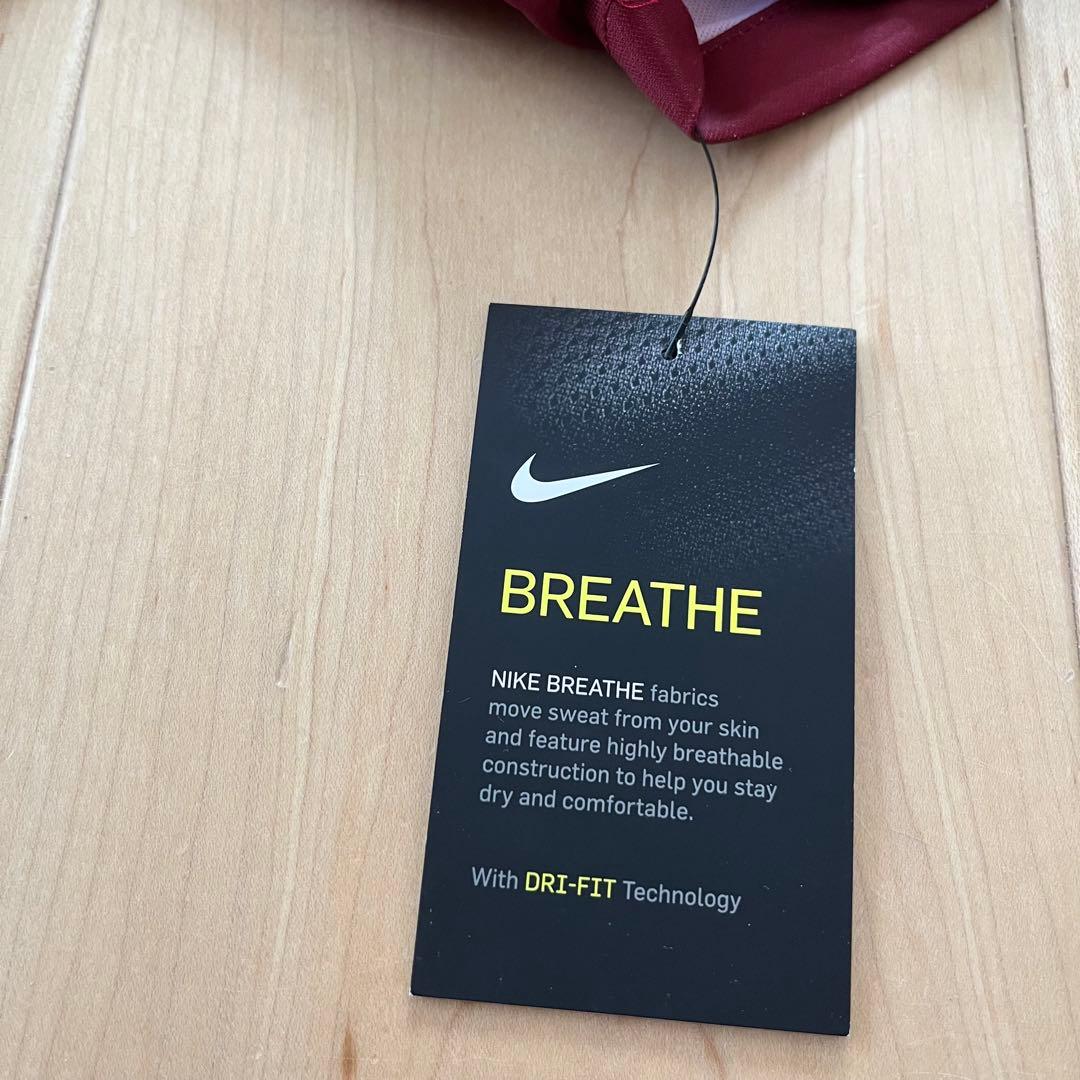 BREATHE
NIKE BREATHE fabrics
move sweat from your skin
and feature highly breathable
construction to help you stay
dry and comfortable.
With DRI-FIT Technology